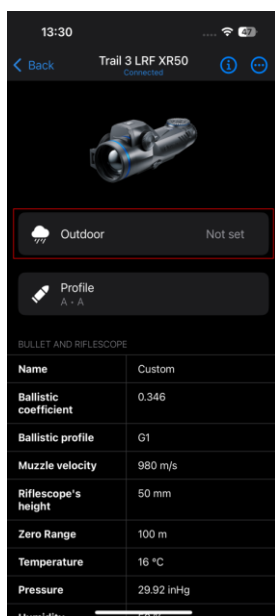 13:30
47
Back
Trail 3 LRF XR50
Connected
Outdoor
Not set
Profile
A • A
BULLET AND RIFLESCOPE
Name Custom
Ballistic
coefficient
0.346
Ballistic profile G1
Muzzle velocity 980 m/s
Riflescope's
height
50 mm
Zero Range 100 m
Temperature 16 °C
Pressure 29.92 inHg